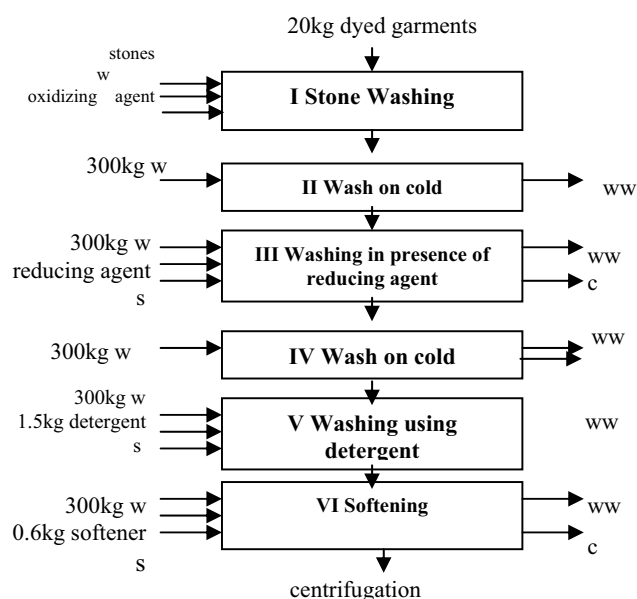 20kg dyed garments
stones
w
oxidizing agent
I Stone Washing
300kg w
II Wash on cold
ww
300kg w
reducing agent
s
III Washing in presence of
reducing agent
ww
c
300kg w
IV Wash on cold
ww
300kg w
1.5kg detergent
s
V Washing using
detergent
ww
300kg w
0.6kg softener
s
VI Softening
ww
c
centrifugation